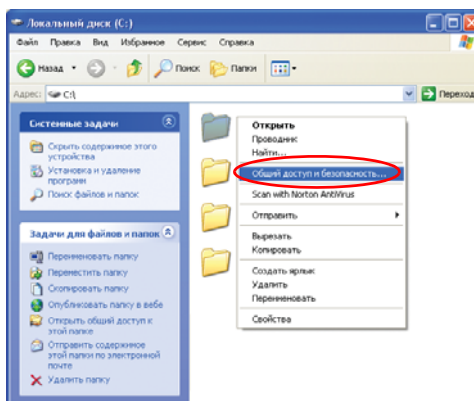 Локальный диск (C:)
Файл Правка Вид Избранное Сервис Справка
Назад Поиск Папки
Адрес: C:\ Переход
Системные задачи
Скрыть содержимое этого
устройства
Установка и удаление
программ
Поиск файлов и папок
Задачи для файлов и папок
Переименовать папку
Переместить папку
Скопировать папку
Опубликовать папку в вебе
Открыть общий доступ к
этой папке
Отправить содержимое
этой папки по электронной
почте
Удалить папку
Открыть
Проводник
Найти...
Общий доступ и безопасность...
Scan with Norton AntiVirus
Отправить
Вырезать
Копировать
Создать ярлык
Удалить
Переименовать
Свойства